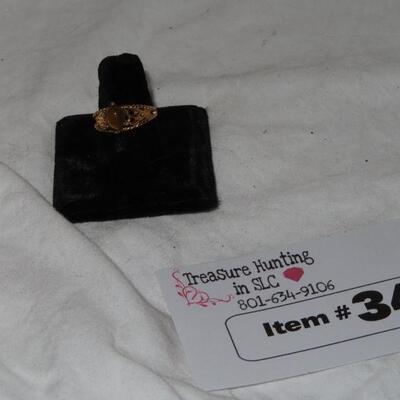 Treasure Hunting
in SLC
801-634-9106
Item # 34